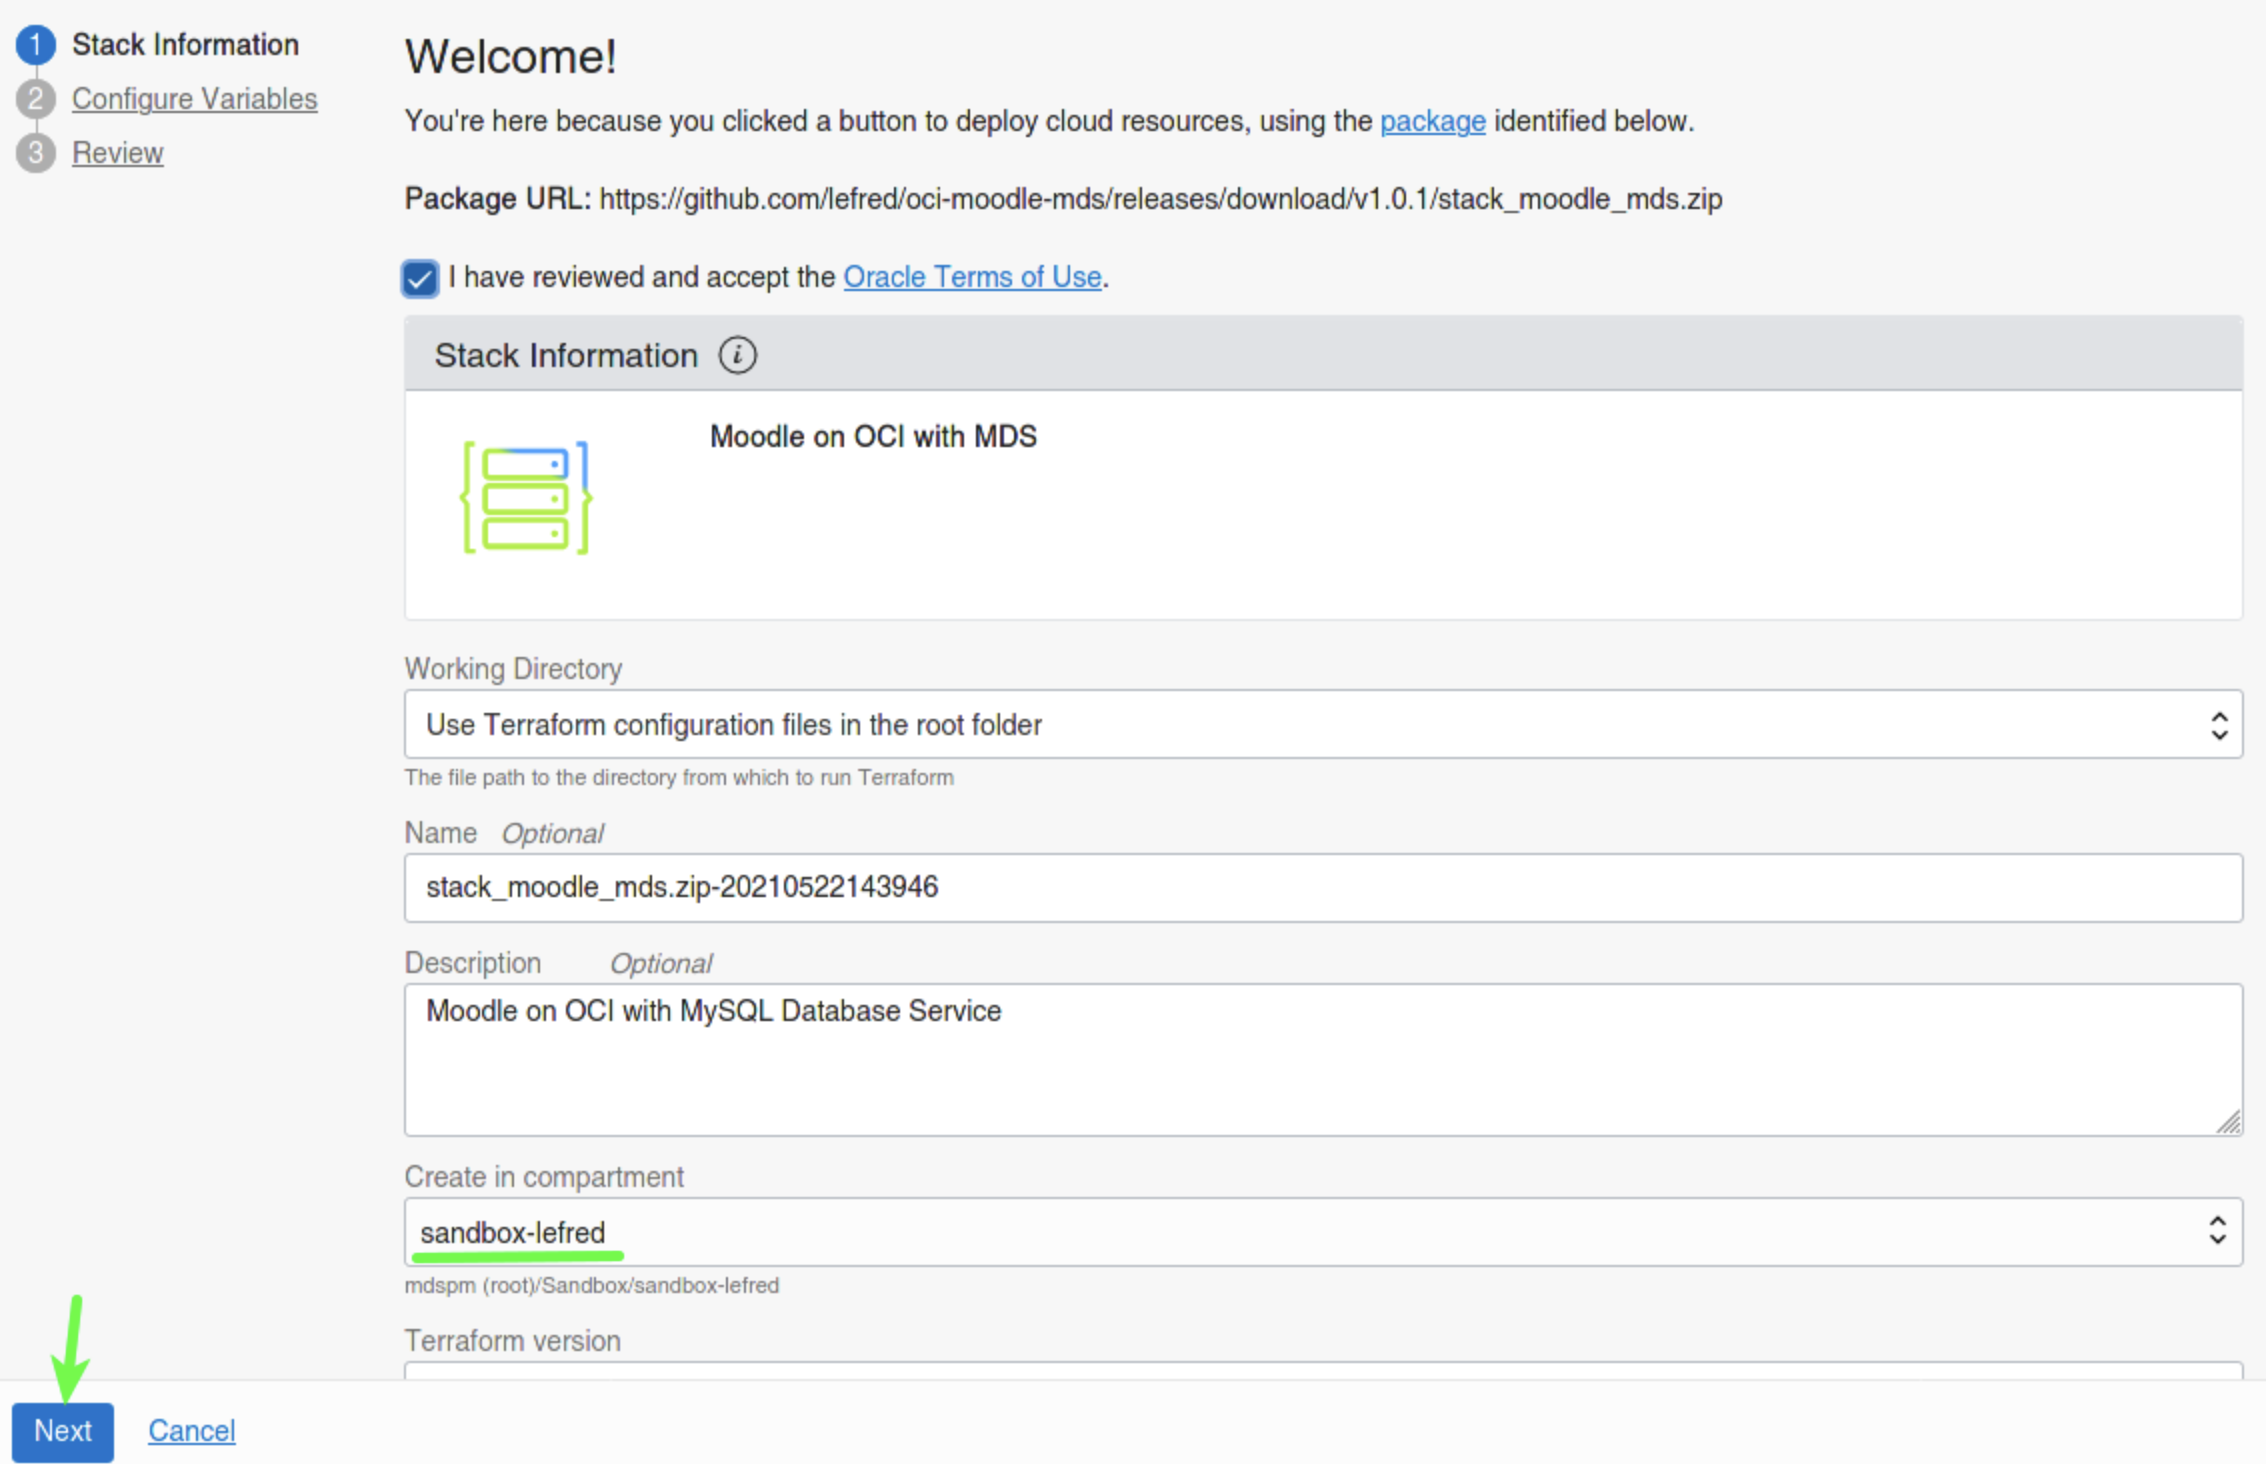 1 Stack Information
2 Configure Variables
3 Review
Welcome!
You're here because you clicked a button to deploy cloud resources, using the package identified below.
Package URL: https://github.com/lefred/oci-moodle-mds/releases/download/v1.0.1/stack_moodle_mds.zip
I have reviewed and accept the Oracle Terms of Use.
Stack Information i
Moodle on OCI with MDS
Working Directory
Use Terraform configuration files in the root folder
The file path to the directory from which to run Terraform
Name Optional
stack_moodle_mds.zip-20210522143946
Description Optional
Moodle on OCI with MySQL Database Service
Create in compartment
sandbox-lefred
mdspm (root)/Sandbox/sandbox-lefred
Terraform version
Next Cancel